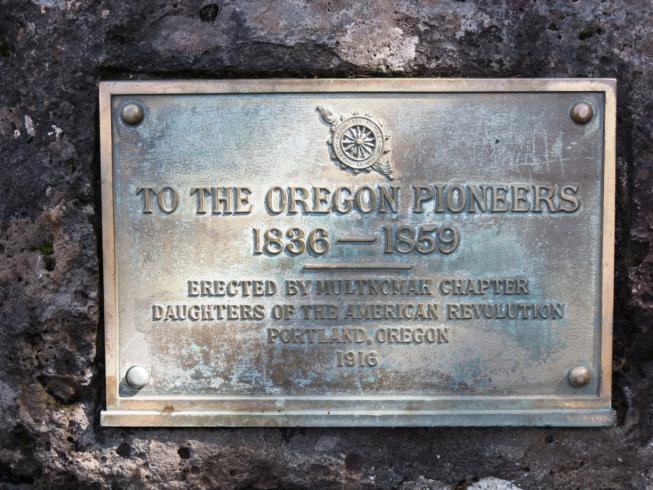 TO THE OREGON PIONEERS
1836 — 1859
ERECTED BY MULTNOMAH CHAPTER
DAUGHTERS OF THE AMERICAN REVOLUTION
PORTLAND, OREGON
1916